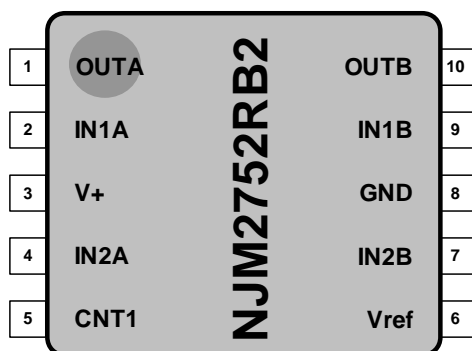 1 OUTA OUTB 10
2 IN1A IN1B 9
3 V+ GND 8
4 IN2A IN2B 7
5 CNT1 Vref 6
NJM2752RB2